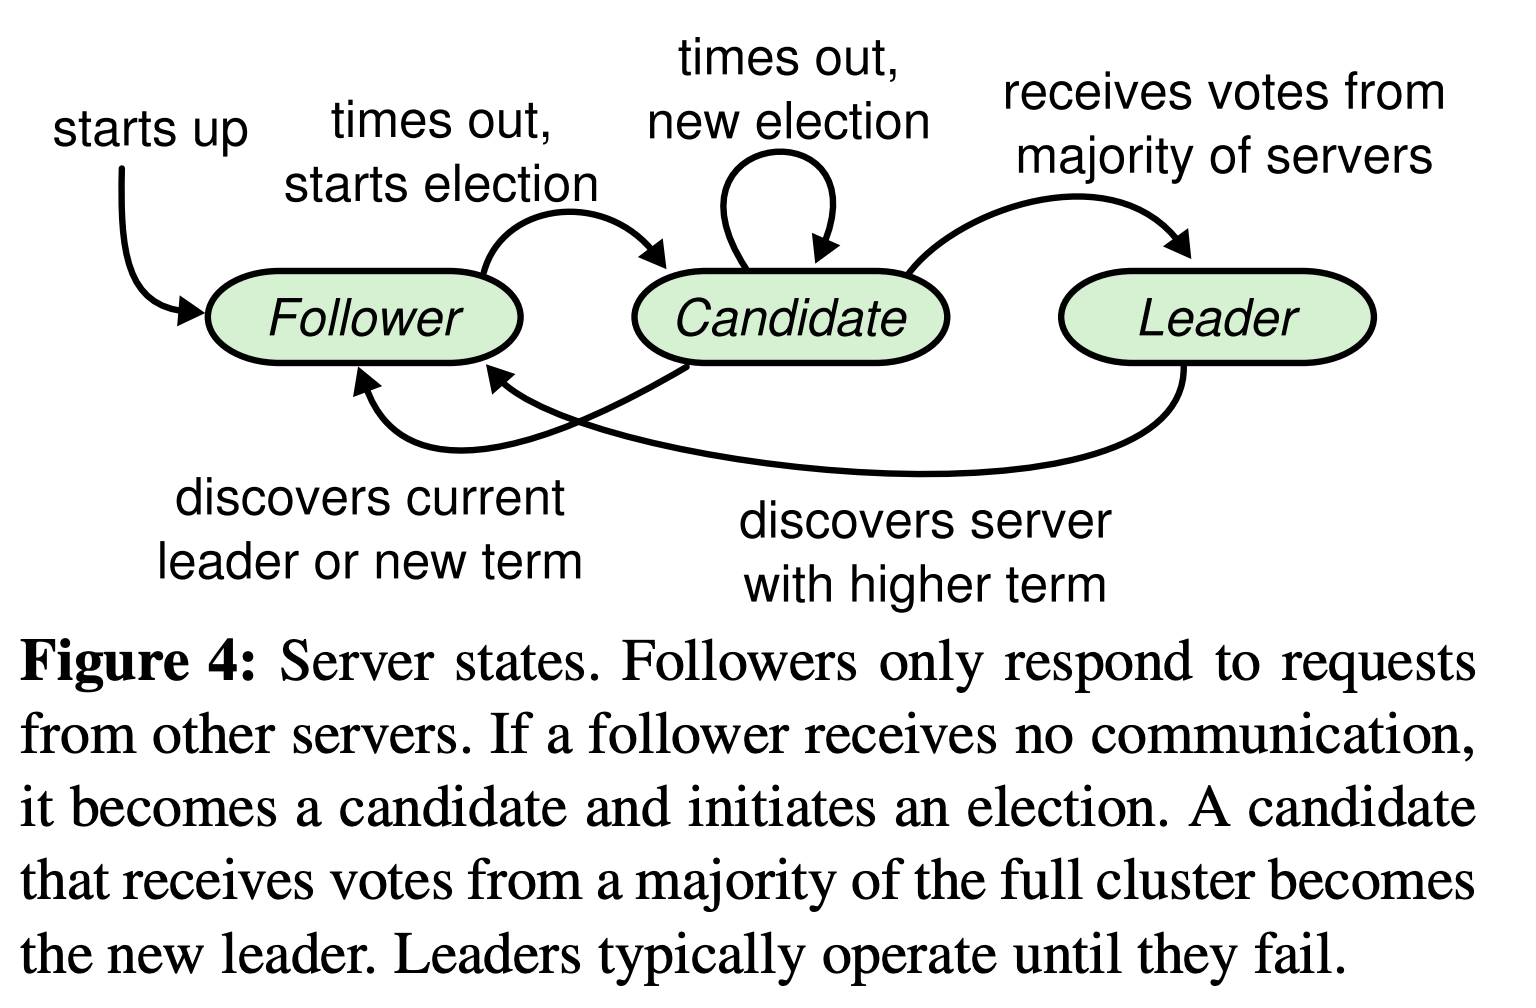 starts up
times out,
starts election
times out,
new election
receives votes from
majority of servers
Follower
Candidate
Leader
discovers current
leader or new term
discovers server
with higher term
Figure 4: Server states. Followers only respond to requests
from other servers. If a follower receives no communication,
it becomes a candidate and initiates an election. A candidate
that receives votes from a majority of the full cluster becomes
the new leader. Leaders typically operate until they fail.